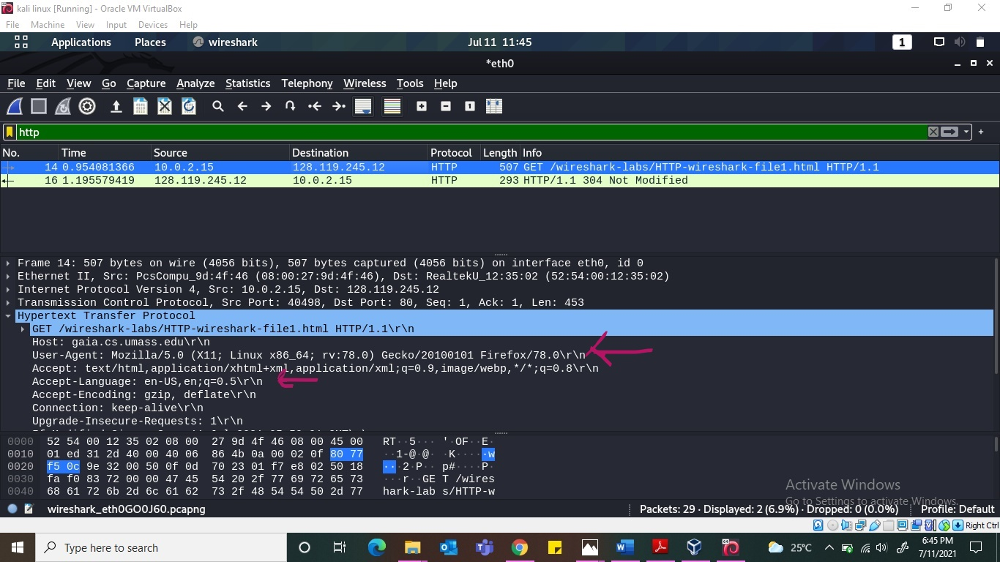 kali linux [Running] - Oracle VM VirtualBox
File Machine View Input Devices Help
Applications Places wireshark Jul 11 11:45 1
*eth0
File Edit View Go Capture Analyze Statistics Telephony Wireless Tools Help
http
No. Time Source Destination Protocol Length Info
14 0.954081366 10.0.2.15 128.119.245.12 HTTP 507 GET /wireshark-labs/HTTP-wireshark-file1.html HTTP/1.1
16 1.195579419 128.119.245.12 10.0.2.15 HTTP 293 HTTP/1.1 304 Not Modified
Frame 14: 507 bytes on wire (4056 bits), 507 bytes captured (4056 bits) on interface eth0, id 0
Ethernet II, Src: PcsCompu_9d:4f:46 (08:00:27:9d:4f:46), Dst: RealtekU_12:35:02 (52:54:00:12:35:02)
Internet Protocol Version 4, Src: 10.0.2.15, Dst: 128.119.245.12
Transmission Control Protocol, Src Port: 40498, Dst Port: 80, Seq: 1, Ack: 1, Len: 453
Hypertext Transfer Protocol
GET /wireshark-labs/HTTP-wireshark-file1.html HTTP/1.1\r\n
Host: gaia.cs.umass.edu\r\n
User-Agent: Mozilla/5.0 (X11; Linux x86_64; rv:78.0) Gecko/20100101 Firefox/78.0\r\n
Accept: text/html,application/xhtml+xml,application/xml;q=0.9,image/webp,*/*;q=0.8\r\n
Accept-Language: en-US,en;q=0.5\r\n
Accept-Encoding: gzip, deflate\r\n
Connection: keep-alive\r\n
Upgrade-Insecure-Requests: 1\r\n
0000 52 54 00 12 35 02 08 00 27 9d 4f 46 08 00 45 00 RT··5··· '·OF··E·
0010 01 ed 31 2d 40 00 40 06 86 4b 0a 00 02 0f 80 77 ··1-@·@· ·K·····w
0020 f5 0c 9e 32 00 50 0f 0d 70 23 01 f7 e8 02 50 18 ···2·P·· p#····P·
0030 fa f0 83 72 00 00 47 45 54 20 2f 77 69 72 65 73 ···r··GE T /wires
0040 68 61 72 6b 2d 6c 61 62 73 2f 48 54 54 50 2d 77 hark-lab s/HTTP-w
Activate Windows
Go to Settings to activate Windows.
wireshark_eth0GO0J60.pcapng Packets: 29 · Displayed: 2 (6.9%) · Dropped: 0 (0.0%) Profile: Default
Right Ctrl
Type here to search 25°C 6:45 PM
7/11/2021